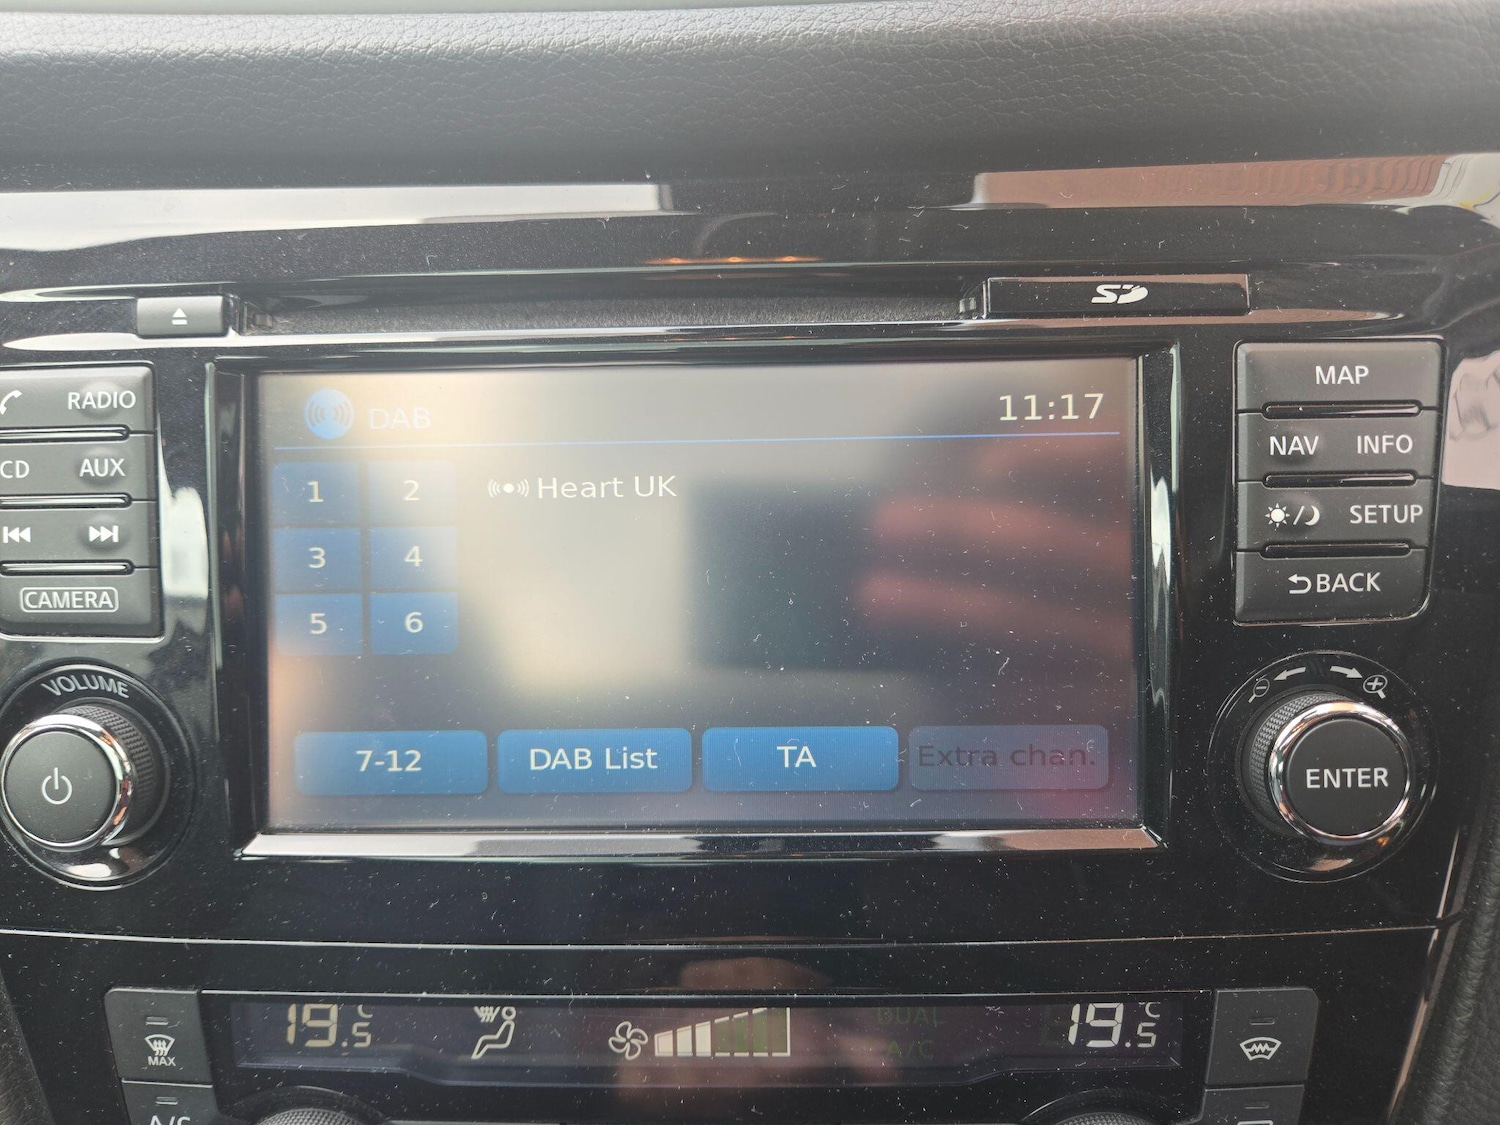 SD
RADIO
CD AUX
CAMERA
VOLUME
DAB
11:17
1 2
3 4
5 6
Heart UK
7-12
DAB List
TA
Extra chan.
MAP
NAV INFO
SETUP
BACK
ENTER
MAX
19.5 °C
DUAL
A/C
19.5 °C
A/C